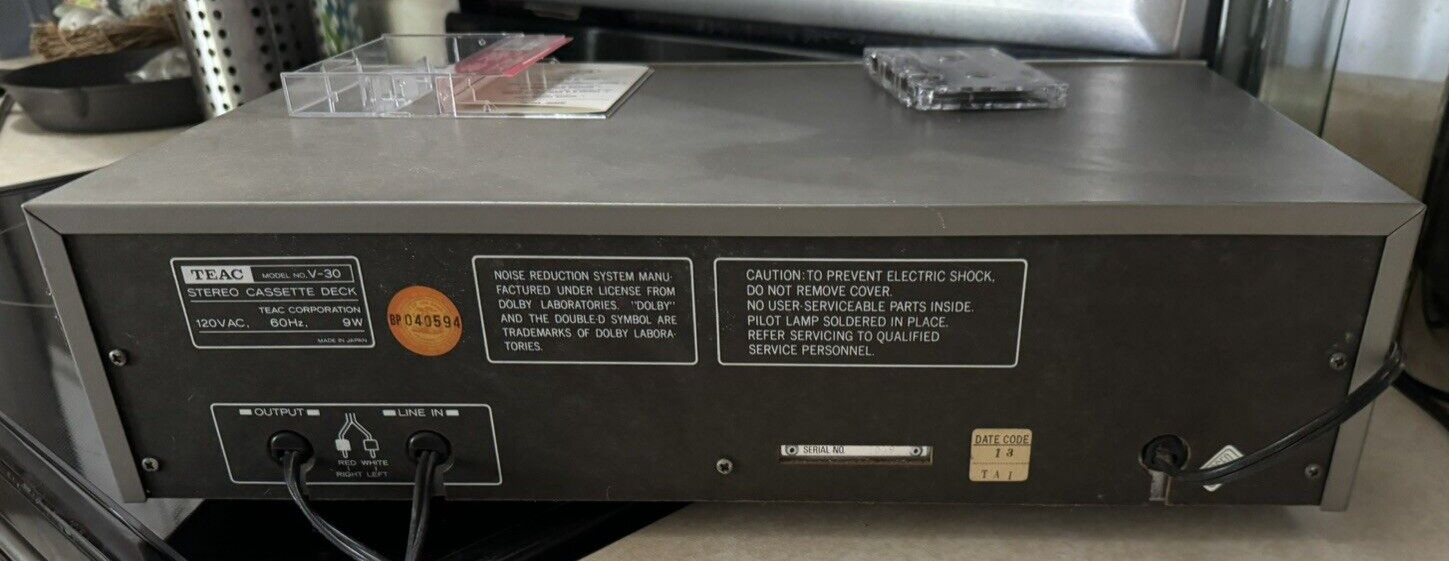 TEAC MODEL NO. V-30
STEREO CASSETTE DECK
TEAC CORPORATION
120VAC, 60Hz, 9W
MADE IN JAPAN
BP 040594
NOISE REDUCTION SYSTEM MANU-
FACTURED UNDER LICENSE FROM
DOLBY LABORATORIES. "DOLBY"
AND THE DOUBLE-D SYMBOL ARE
TRADEMARKS OF DOLBY LABORA-
TORIES.
CAUTION: TO PREVENT ELECTRIC SHOCK,
DO NOT REMOVE COVER.
NO USER-SERVICEABLE PARTS INSIDE.
PILOT LAMP SOLDERED IN PLACE.
REFER SERVICING TO QUALIFIED
SERVICE PERSONNEL.
OUTPUT LINE IN
RED WHITE
RIGHT LEFT
SERIAL NO.
DATE CODE
13
TA1